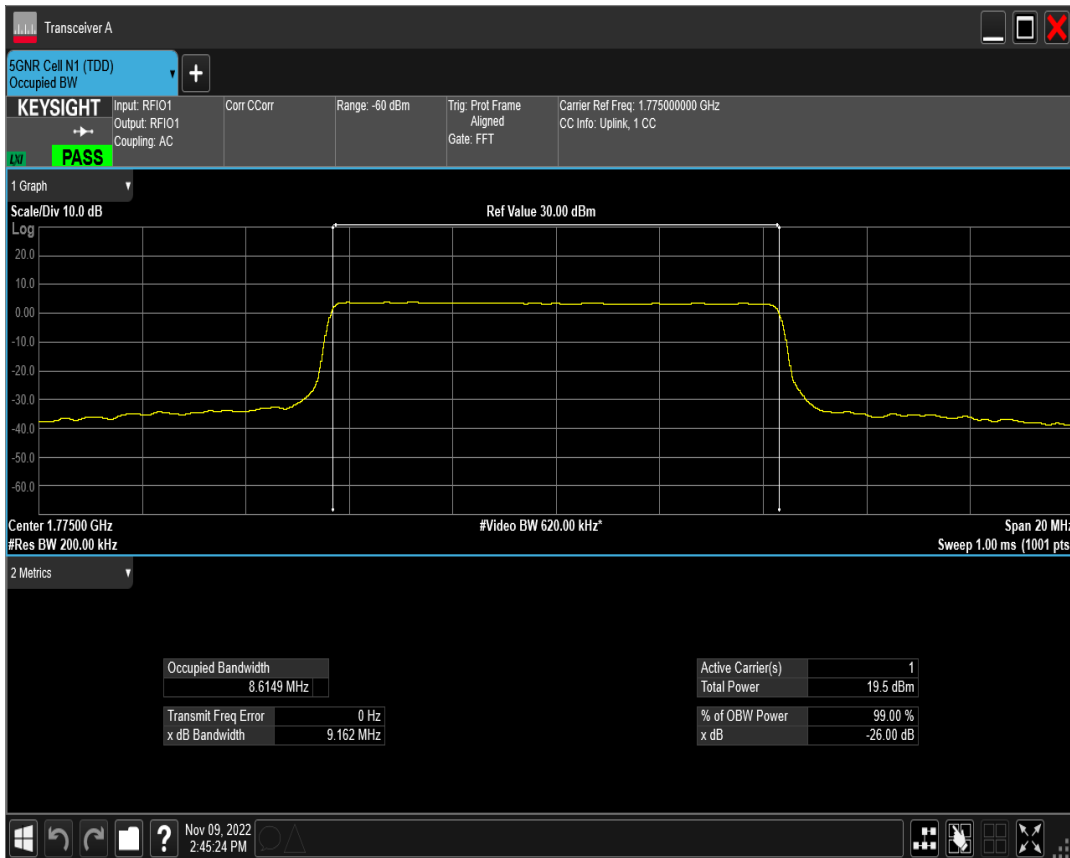 Transceiver A
5GNR Cell N1 (TDD)
Occupied BW
+
KEYSIGHT
LXI
PASS
Input: RFIO1
Output: RFIO1
Coupling: AC
Corr CCorr
Range: -60 dBm
Trig: Prot Frame
Aligned
Gate: FFT
Carrier Ref Freq: 1.775000000 GHz
CC Info: Uplink, 1 CC
1 Graph
Scale/Div 10.0 dB
Ref Value 30.00 dBm
Log
20.0
10.0
0.00
-10.0
-20.0
-30.0
-40.0
-50.0
-60.0
Center 1.77500 GHz
#Video BW 620.00 kHz*
Span 20 MHz
#Res BW 200.00 kHz
Sweep 1.00 ms (1001 pts
2 Metrics
Occupied Bandwidth
8.6149 MHz
Transmit Freq Error 0 Hz
x dB Bandwidth 9.162 MHz
Active Carrier(s) 1
Total Power 19.5 dBm
% of OBW Power 99.00 %
x dB -26.00 dB
?
Nov 09, 2022
2:45:24 PM